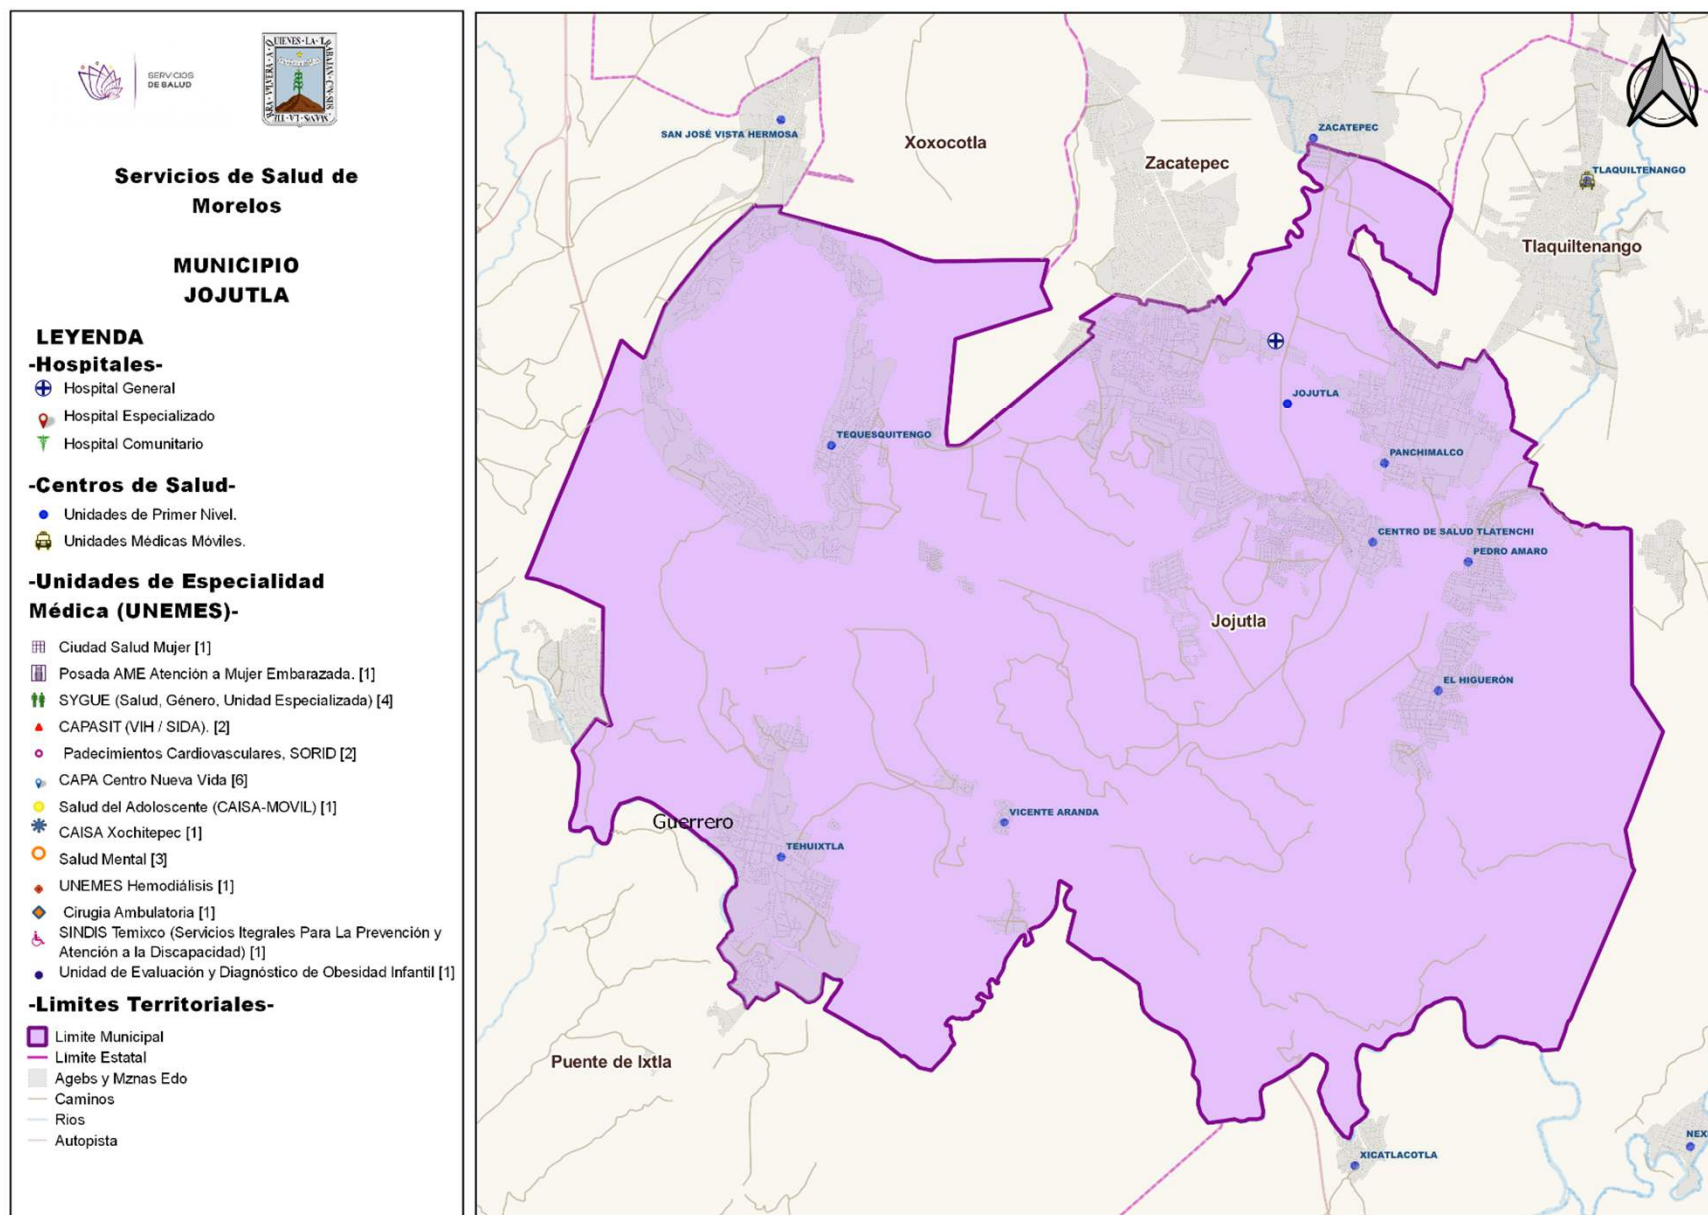 SERVICIOS
DE SALUD
Servicios de Salud de
Morelos
MUNICIPIO
JOJUTLA
LEYENDA
-Hospitales-
Hospital General
Hospital Especializado
Hospital Comunitario
-Centros de Salud-
Unidades de Primer Nivel.
Unidades Médicas Móviles.
-Unidades de Especialidad
Médica (UNEMES)-
Ciudad Salud Mujer [1]
Posada AME Atención a Mujer Embarazada. [1]
SYGUE (Salud, Género, Unidad Especializada) [4]
CAPASIT (VIH / SIDA). [2]
Padecimientos Cardiovasculares, SORID [2]
CAPA Centro Nueva Vida [6]
Salud del Adoloscente (CAISA-MOVIL) [1]
CAISA Xochitepec [1]
Salud Mental [3]
UNEMES Hemodiálisis [1]
Cirugia Ambulatoria [1]
SINDIS Temixco (Servicios Itegrales Para La Prevención y
Atención a la Discapacidad) [1]
Unidad de Evaluación y Diagnóstico de Obesidad Infantil [1]
-Limites Territoriales-
Limite Municipal
Limite Estatal
Agebs y Mznas Edo
Caminos
Rios
Autopista
SAN JOSÉ VISTA HERMOSA
Xoxocotla
Zacatepec
ZACATEPEC
TLAQUILTENANGO
Tlaquiltenango
TEQUESQUITENGO
JOJUTLA
PANCHIMALCO
CENTRO DE SALUD TLATENCHI
PEDRO AMARO
Jojutla
EL HIGUERÓN
VICENTE ARANDA
Guerrero
TEHUIXTLA
Puente de Ixtla
XICATLACOTLA
NEX